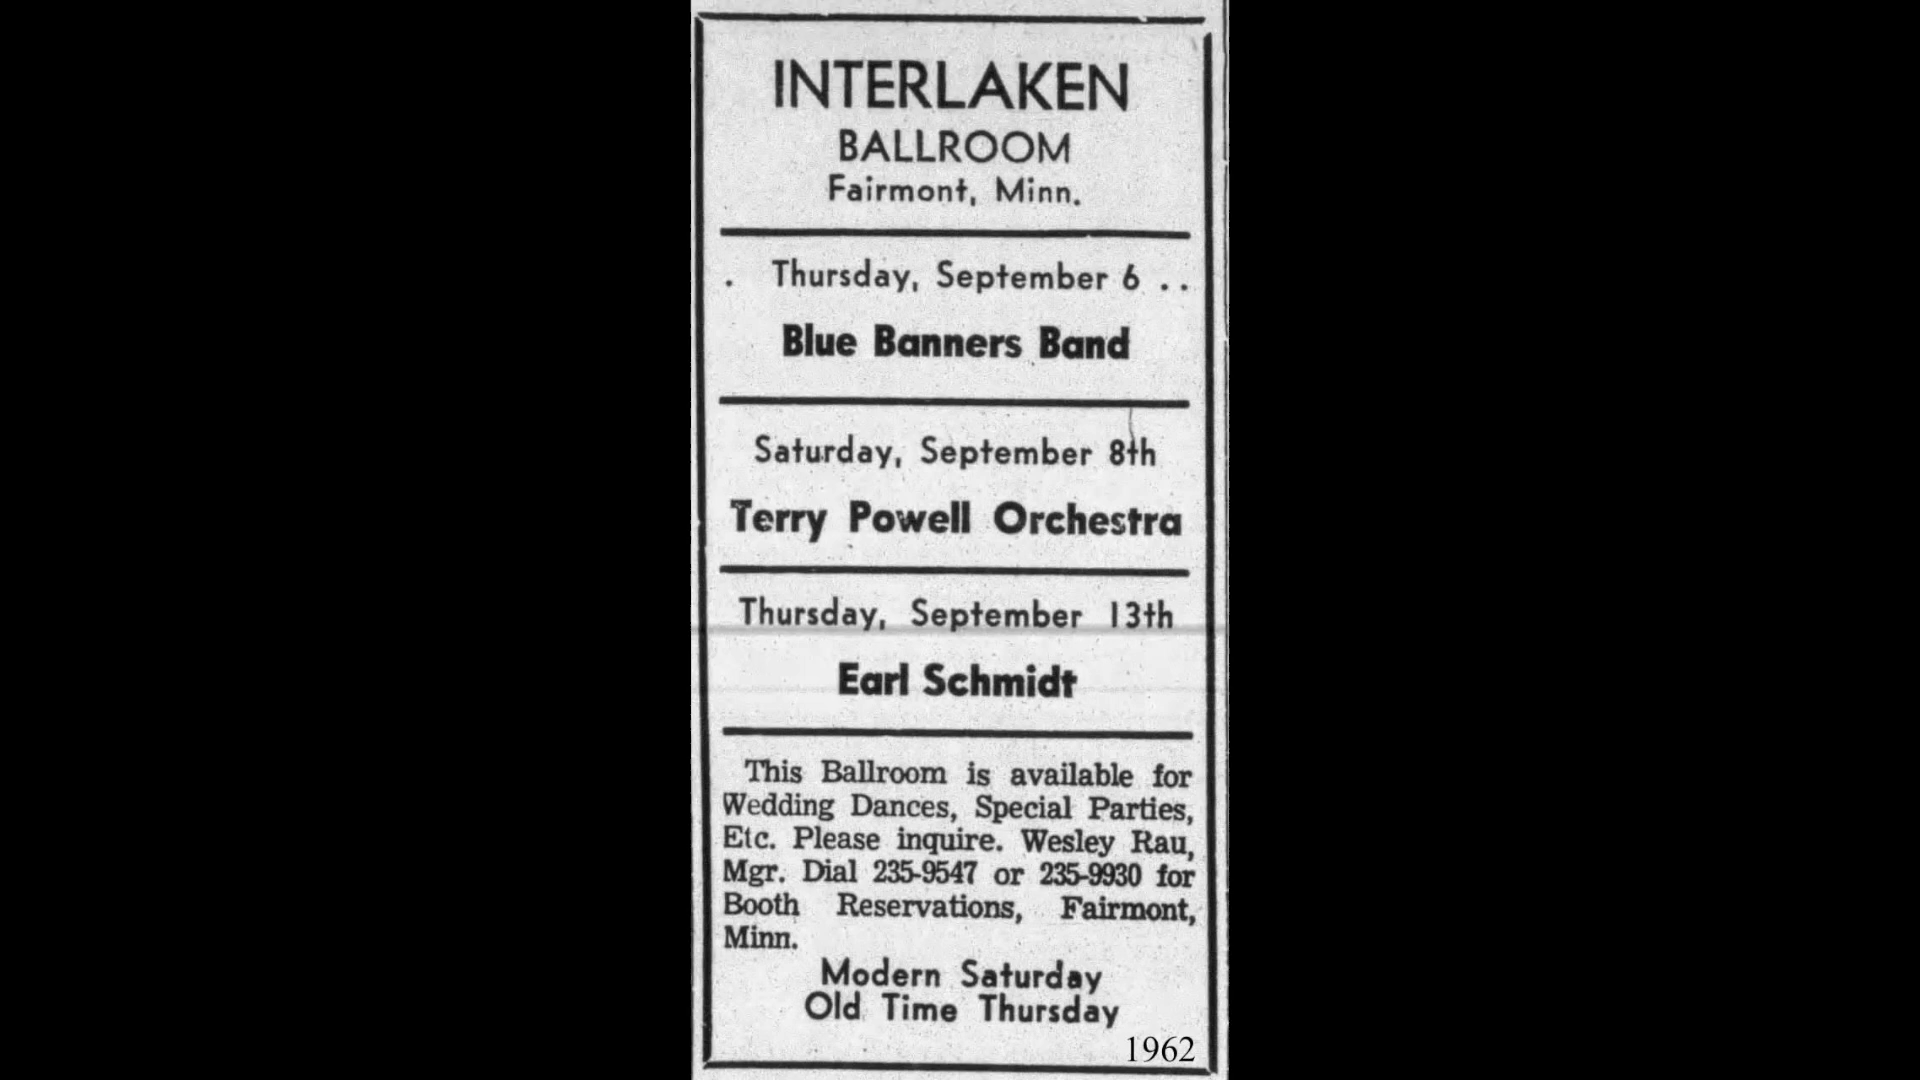 INTERLAKEN
BALLROOM
Fairmont, Minn.
. Thursday, September 6 . .
Blue Banners Band
Saturday, September 8th
Terry Powell Orchestra
Thursday, September 13th
Earl Schmidt
This Ballroom is available for
Wedding Dances, Special Parties,
Etc. Please inquire. Wesley Rau,
Mgr. Dial 235-9547 or 235-9930 for
Booth Reservations, Fairmont,
Minn.
Modern Saturday
Old Time Thursday
1962